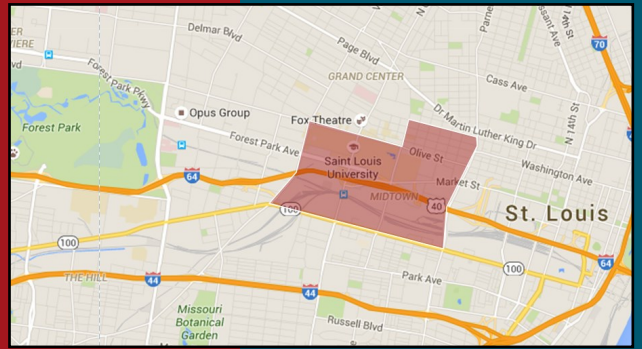 Delmar Blvd
Page Blvd
Cass Ave
N 14th St
70
GRAND CENTER
Forest Park Pkwy
Opus Group
Fox Theatre
Dr. Martin Luther King Dr
Forest Park
Forest Park Ave
Saint Louis
University
Olive St
Washington Ave
Market St
64
MIDTOWN
40
100
St. Louis
100
THE HILL
44
Park Ave
100
64
44
Missouri
Botanical
Garden
Russell Blvd